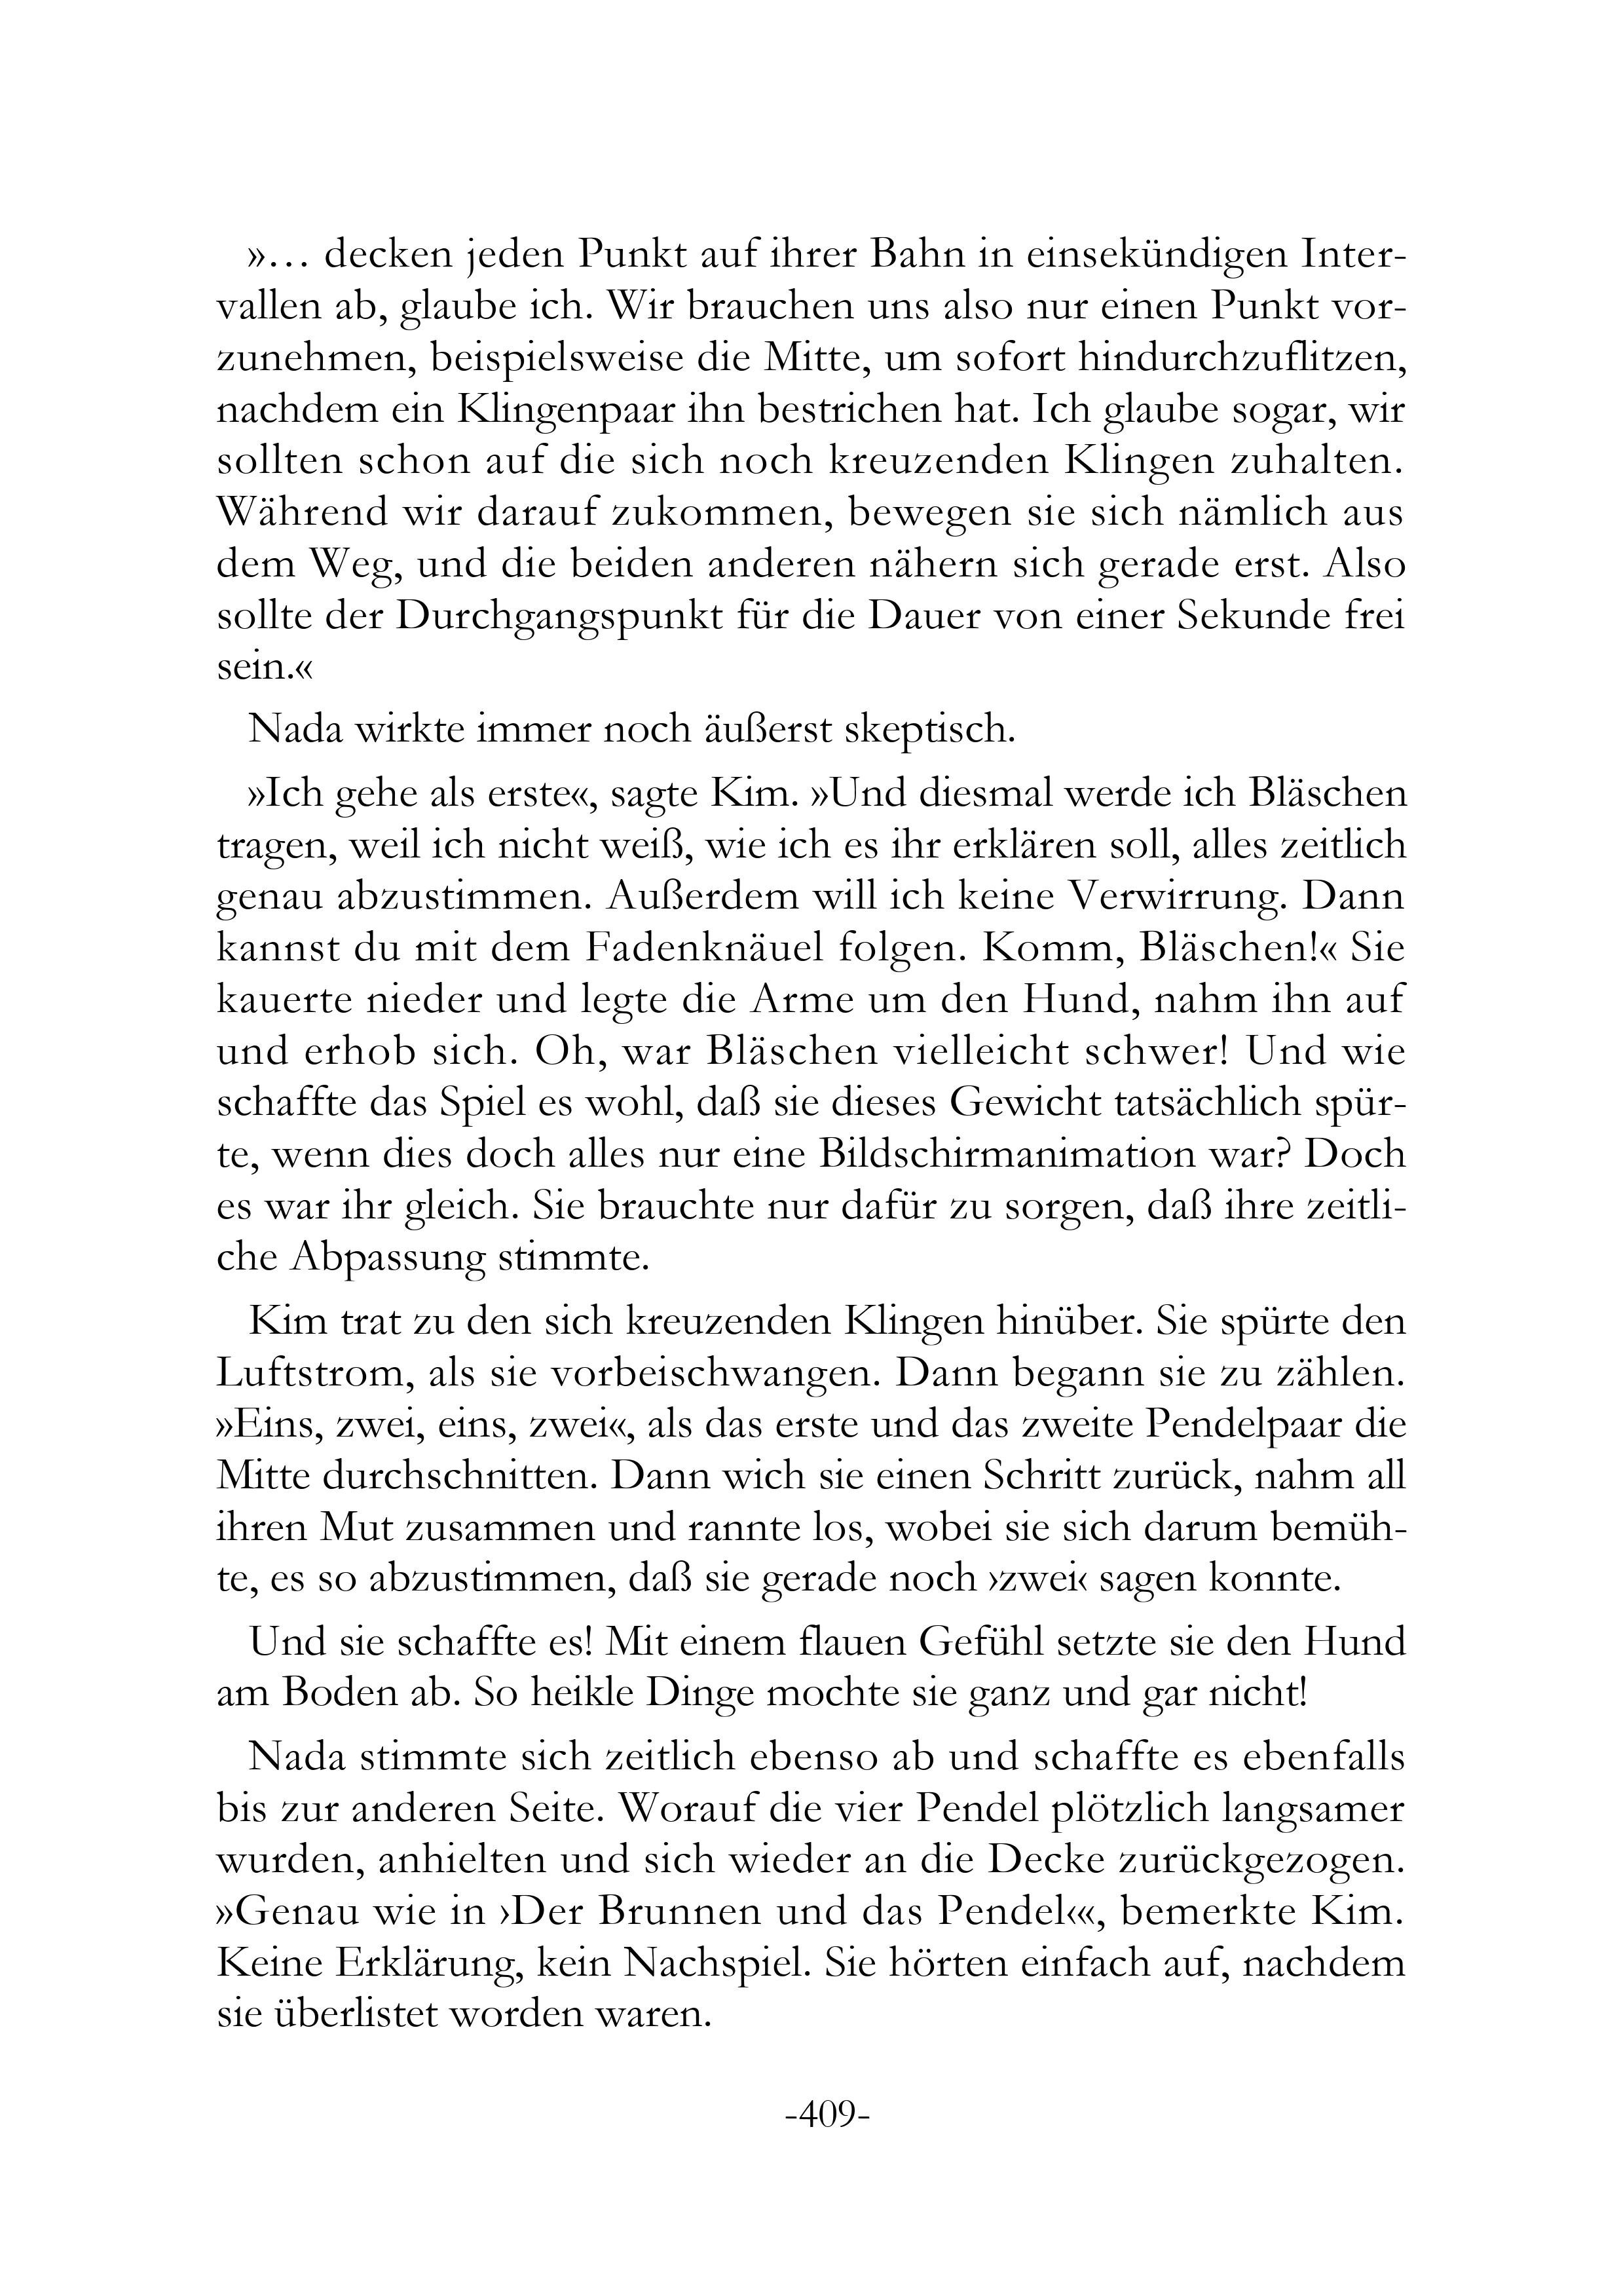 »… decken jeden Punkt auf ihrer Bahn in einsekündigen Inter-
vallen ab, glaube ich. Wir brauchen uns also nur einen Punkt vor-
zunehmen, beispielsweise die Mitte, um sofort hindurchzuflitzen,
nachdem ein Klingenpaar ihn bestrichen hat. Ich glaube sogar, wir
sollten schon auf die sich noch kreuzenden Klingen zuhalten.
Während wir darauf zukommen, bewegen sie sich nämlich aus
dem Weg, und die beiden anderen nähern sich gerade erst. Also
sollte der Durchgangspunkt für die Dauer von einer Sekunde frei
sein.«
Nada wirkte immer noch äußerst skeptisch.
»Ich gehe als erste«, sagte Kim. »Und diesmal werde ich Bläschen
tragen, weil ich nicht weiß, wie ich es ihr erklären soll, alles zeitlich
genau abzustimmen. Außerdem will ich keine Verwirrung. Dann
kannst du mit dem Fadenknäuel folgen. Komm, Bläschen!« Sie
kauerte nieder und legte die Arme um den Hund, nahm ihn auf
und erhob sich. Oh, war Bläschen vielleicht schwer! Und wie
schaffte das Spiel es wohl, daß sie dieses Gewicht tatsächlich spür-
te, wenn dies doch alles nur eine Bildschirmanimation war? Doch
es war ihr gleich. Sie brauchte nur dafür zu sorgen, daß ihre zeitli-
che Abpassung stimmte.
Kim trat zu den sich kreuzenden Klingen hinüber. Sie spürte den
Luftstrom, als sie vorbeischwangen. Dann begann sie zu zählen.
»Eins, zwei, eins, zwei«, als das erste und das zweite Pendelpaar die
Mitte durchschnitten. Dann wich sie einen Schritt zurück, nahm all
ihren Mut zusammen und rannte los, wobei sie sich darum bemüh-
te, es so abzustimmen, daß sie gerade noch ›zwei‹ sagen konnte.
Und sie schaffte es! Mit einem flauen Gefühl setzte sie den Hund
am Boden ab. So heikle Dinge mochte sie ganz und gar nicht!
Nada stimmte sich zeitlich ebenso ab und schaffte es ebenfalls
bis zur anderen Seite. Worauf die vier Pendel plötzlich langsamer
wurden, anhielten und sich wieder an die Decke zurückgezogen.
»Genau wie in ›Der Brunnen und das Pendel‹«, bemerkte Kim.
Keine Erklärung, kein Nachspiel. Sie hörten einfach auf, nachdem
sie überlistet worden waren.
-409-